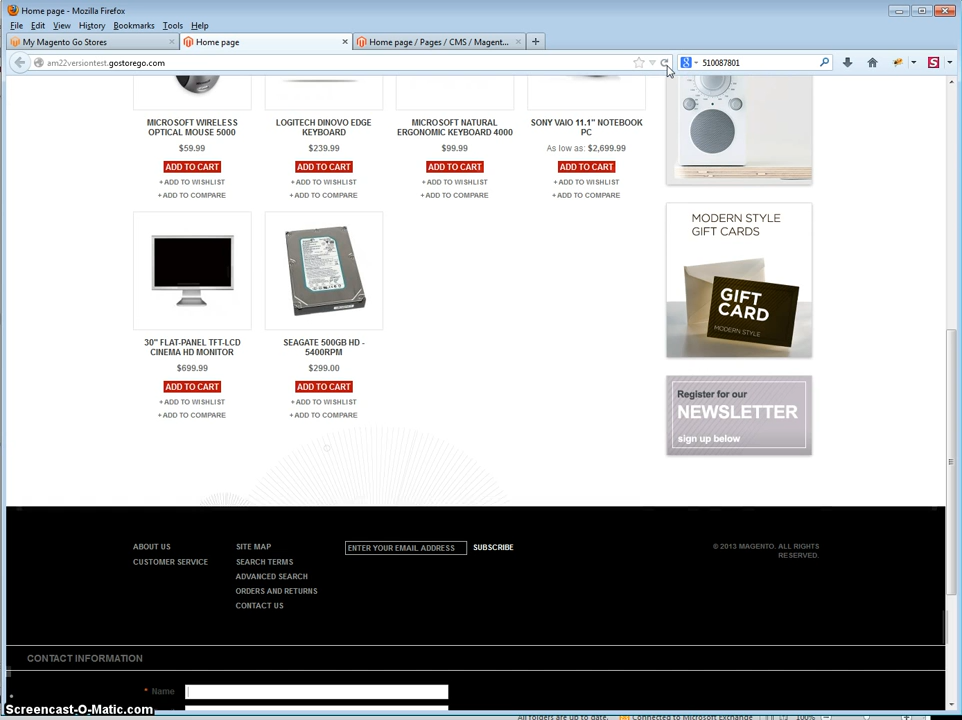 Home page - Mozilla Firefox
File Edit View History Bookmarks Tools Help
My Magento Go Stores × Home page × Home page / Pages / CMS / Magent... × +
am22versiontest.gostorego.com
510087801
MICROSOFT WIRELESS OPTICAL MOUSE 5000
$59.99
ADD TO CART
+ ADD TO WISHLIST
+ ADD TO COMPARE
LOGITECH DINOVO EDGE KEYBOARD
$239.99
ADD TO CART
+ ADD TO WISHLIST
+ ADD TO COMPARE
MICROSOFT NATURAL ERGONOMIC KEYBOARD 4000
$99.99
ADD TO CART
+ ADD TO WISHLIST
+ ADD TO COMPARE
SONY VAIO 11.1" NOTEBOOK PC
As low as: $2,699.99
ADD TO CART
+ ADD TO WISHLIST
+ ADD TO COMPARE
MODERN STYLE
GIFT CARDS
GIFT
CARD
MODERN STYLE
30" FLAT-PANEL TFT-LCD CINEMA HD MONITOR
$699.99
ADD TO CART
+ ADD TO WISHLIST
+ ADD TO COMPARE
SEAGATE 500GB HD - 5400RPM
$299.00
ADD TO CART
+ ADD TO WISHLIST
+ ADD TO COMPARE
Register for our
NEWSLETTER
sign up below
ABOUT US
CUSTOMER SERVICE
SITE MAP
SEARCH TERMS
ADVANCED SEARCH
ORDERS AND RETURNS
CONTACT US
ENTER YOUR EMAIL ADDRESS SUBSCRIBE
© 2013 MAGENTO. ALL RIGHTS
RESERVED.
CONTACT INFORMATION
* Name
Screencast-O-Matic.com
All folders are up to date. Connected to Microsoft Exchange 100%